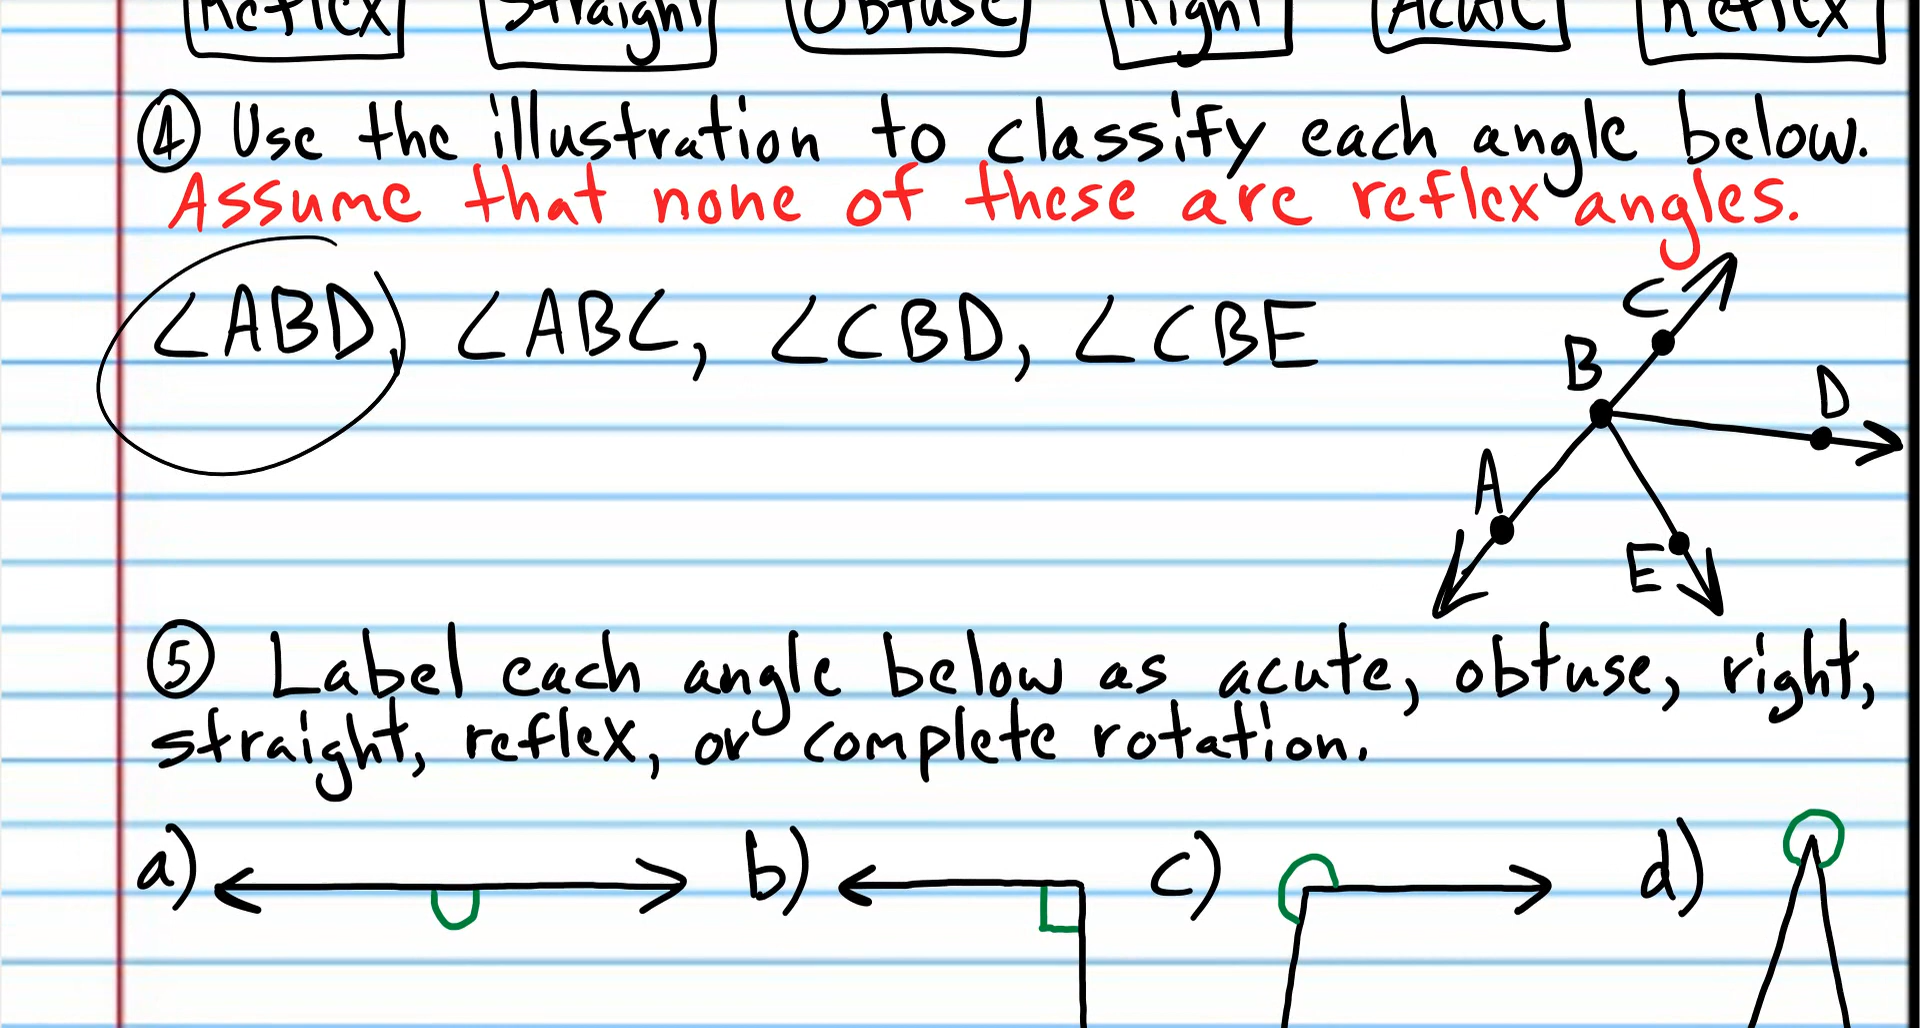 Reflex Straight Obtuse Right Acute Reflex
④ Use the illustration to classify each angle below.
Assume that none of these are reflex angles.
∠ABD, ∠ABC, ∠CBD, ∠CBE
C
B
D
A
E
⑤ Label each angle below as acute, obtuse, right,
straight, reflex, or complete rotation.
a) b) c) d)